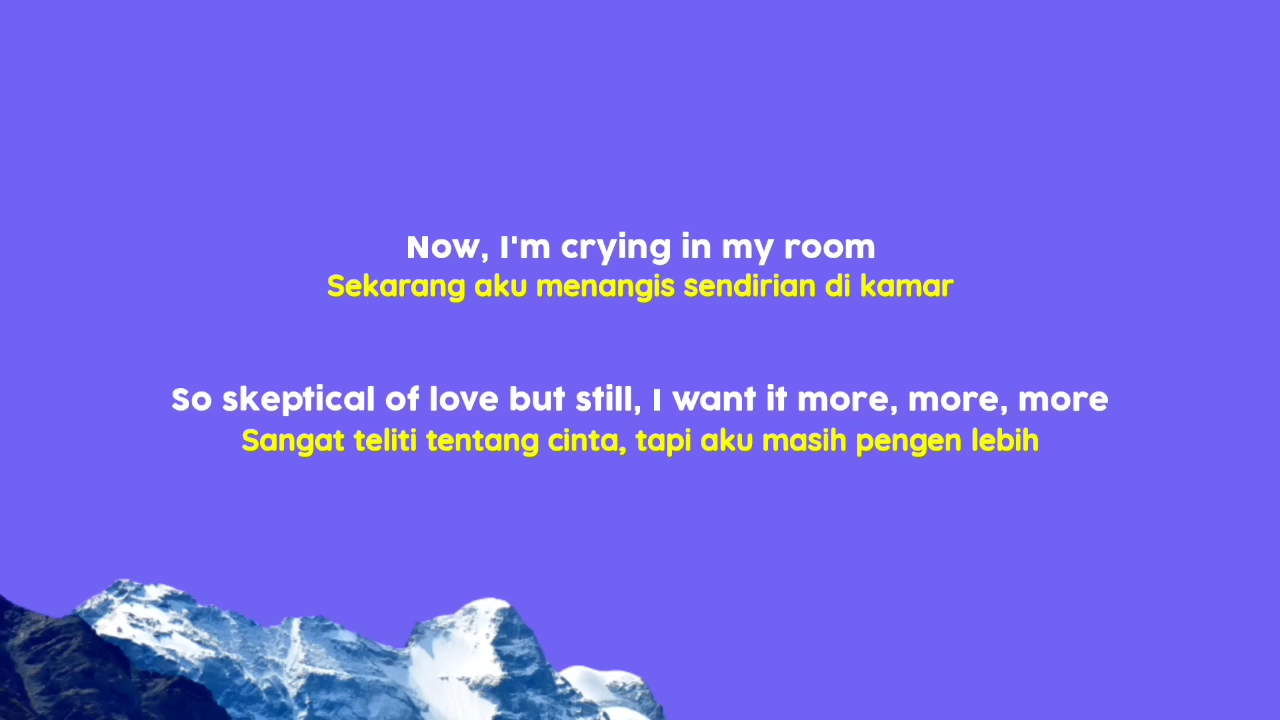 Now, I'm crying in my room
Sekarang aku menangis sendirian di kamar
So skeptical of love but still, I want it more, more, more
Sangat teliti tentang cinta, tapi aku masih pengen lebih